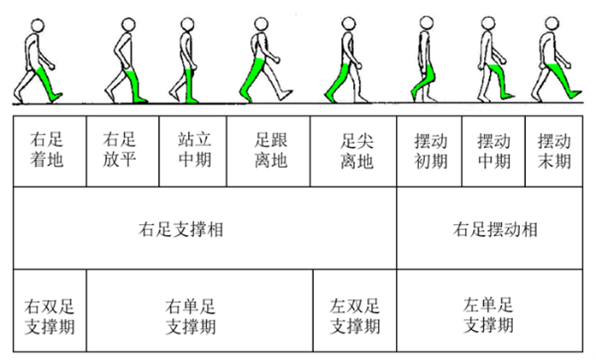 右足
着地
右足
放平
站立
中期
足跟
离地
足尖
离地
摆动
初期
摆动
中期
摆动
末期
右足支撑相
右足摆动相
右双足
支撑期
右单足
支撑期
左双足
支撑期
左单足
支撑期